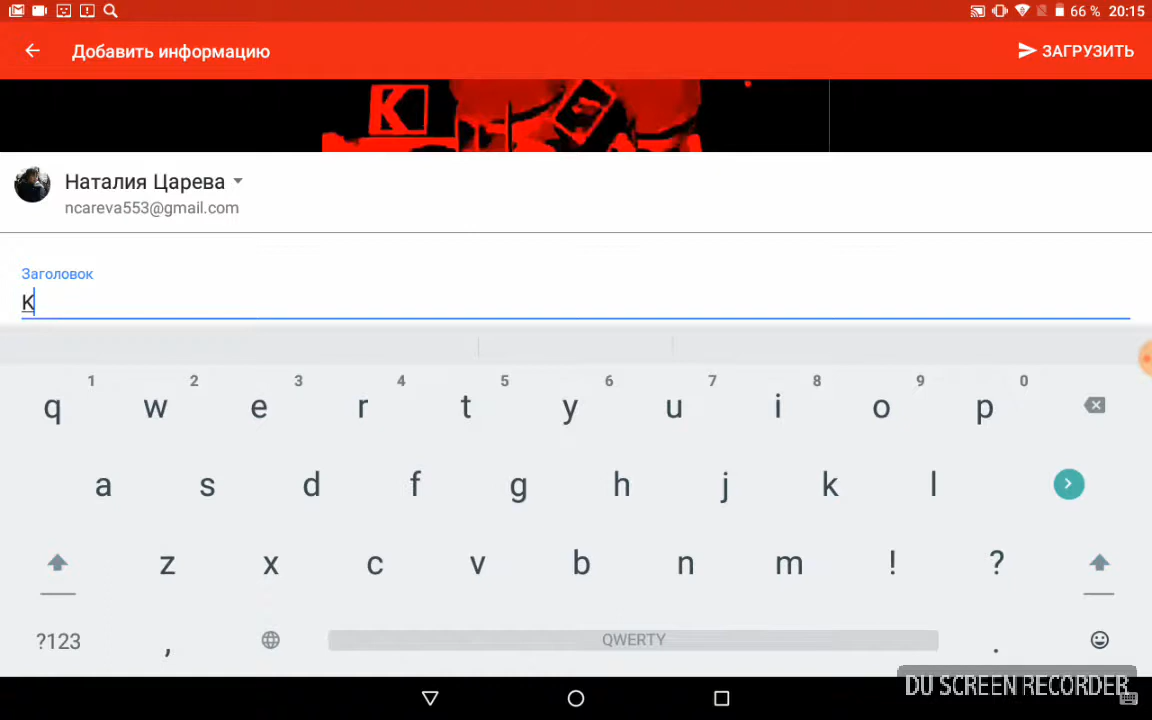 66 % 20:15
Добавить информацию
ЗАГРУЗИТЬ
K
Наталия Царева
ncareva553@gmail.com
Заголовок
K
1 2 3 4 5 6 7 8 9 0
q w e r t y u i o p
a s d f g h j k l
z x c v b n m ! ?
?123 , QWERTY .
DU SCREEN RECORDER